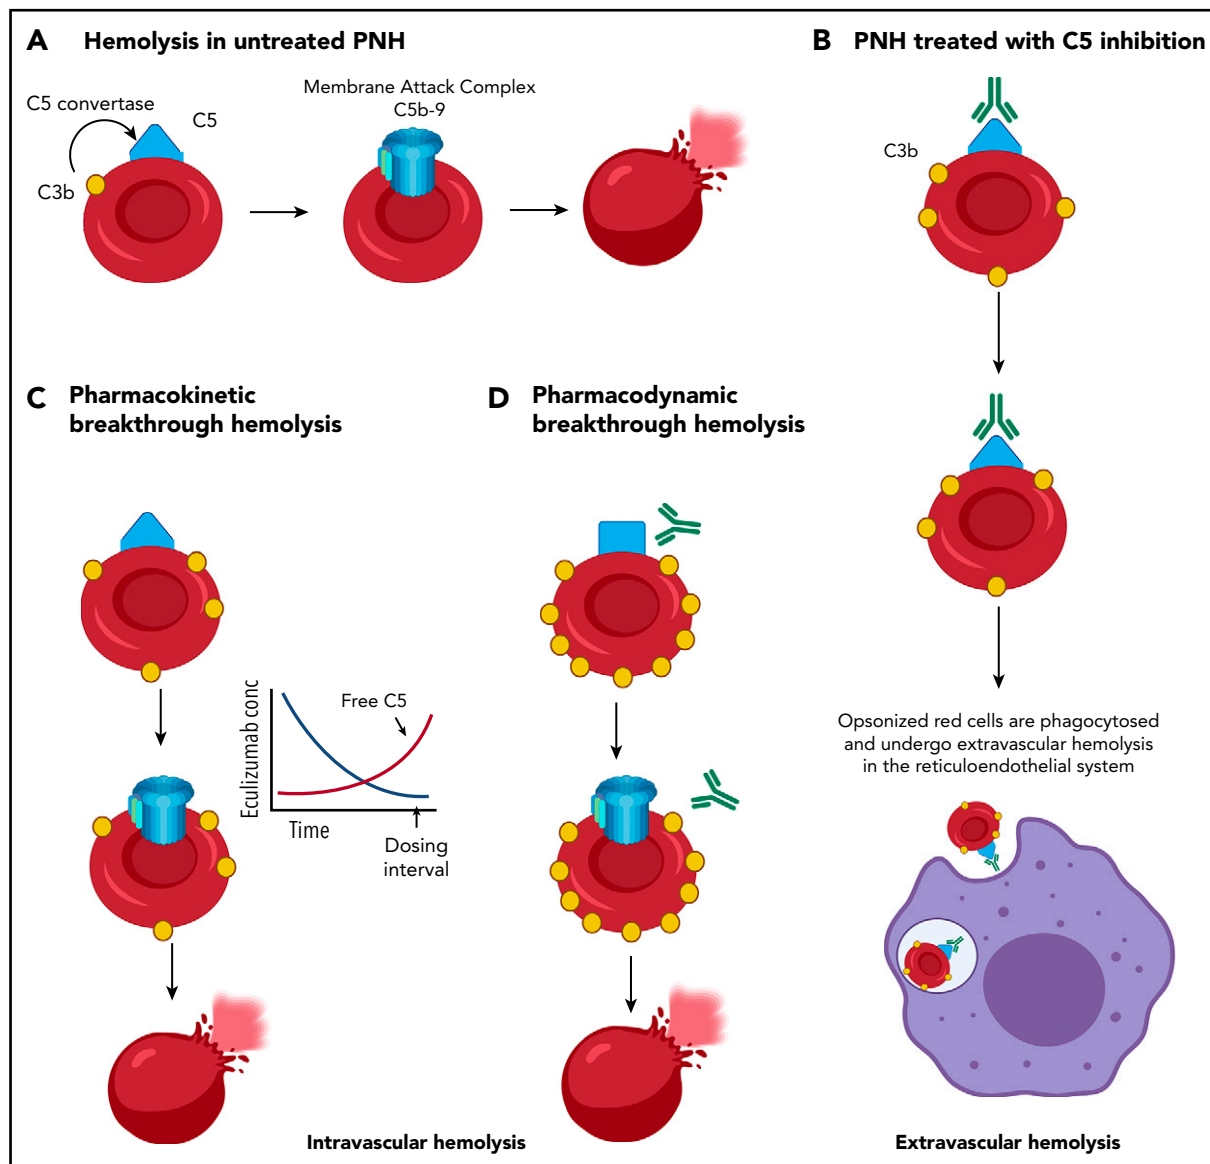 A Hemolysis in untreated PNH
C5 convertase
C5
C3b
Membrane Attack Complex
C5b-9
B PNH treated with C5 inhibition
C3b
Opsonized red cells are phagocytosed
and undergo extravascular hemolysis
in the reticuloendothelial system
Extravascular hemolysis
C Pharmacokinetic
breakthrough hemolysis
Eculizumab conc
Free C5
Time
Dosing
interval
D Pharmacodynamic
breakthrough hemolysis
Intravascular hemolysis